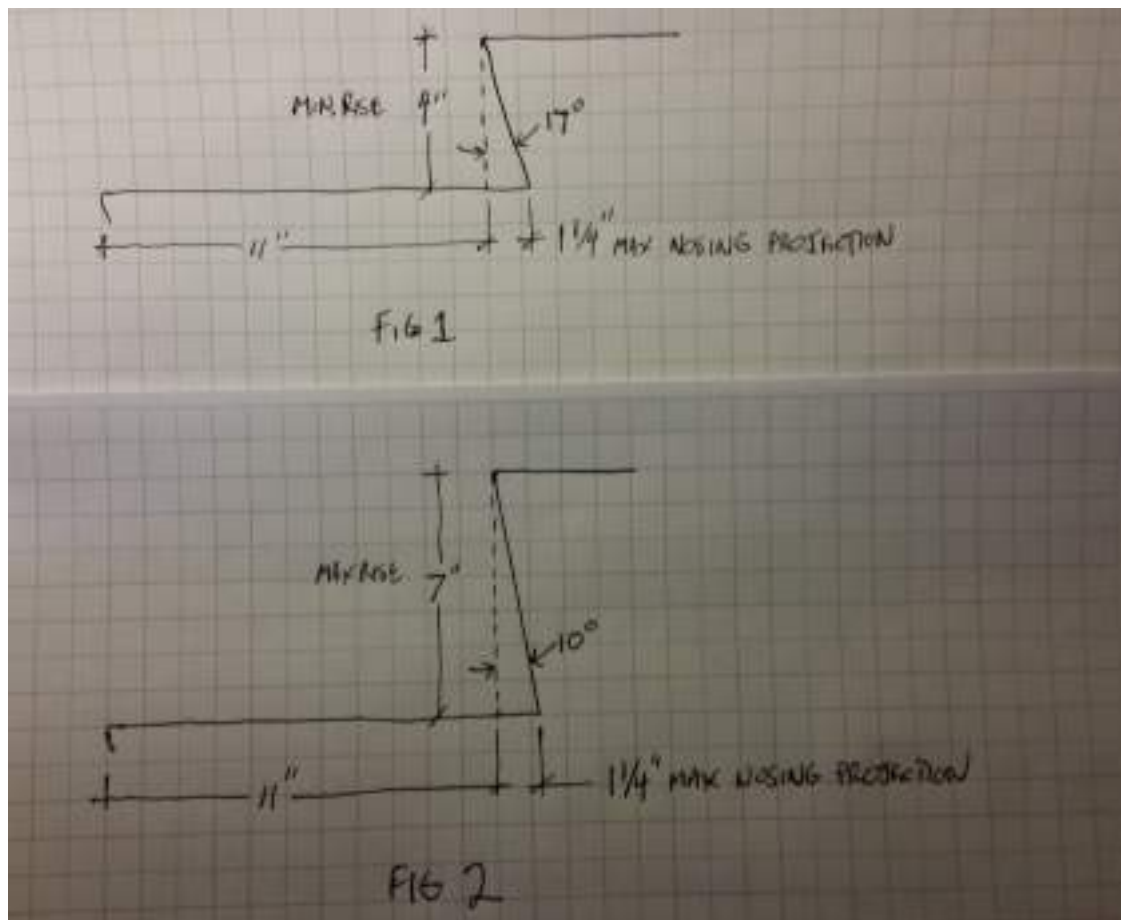 MIN. RISE 4"
17°
11"
1 1/4" MAX NOSING PROJECTION
FIG 1
MAX RISE 7"
10°
11"
1 1/4" MAX NOSING PROJECTION
FIG 2